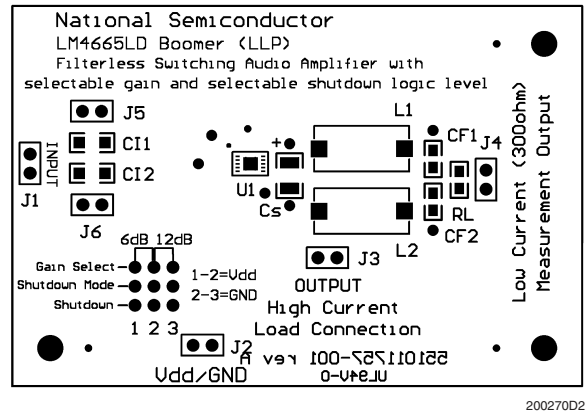 National Semiconductor
LM4665LD Boomer (LLP)
Filterless Switching Audio Amplifier with
selectable gain and selectable shutdown logic level
J5
L1
CI1
CF1
J4
INPUT
CI2
U1
J1
J6
Cs
RL
CF2
L2
Low Current (300ohm)
Measurement Output
6dB 12dB
J3
Gain Select
Shutdown Mode
Shutdown
1-2=Vdd
2-3=GND
1 2 3
OUTPUT
High Current
Load Connection
J2
Vdd/GND
551011757-001 rev A
UL94V-0
200270D2